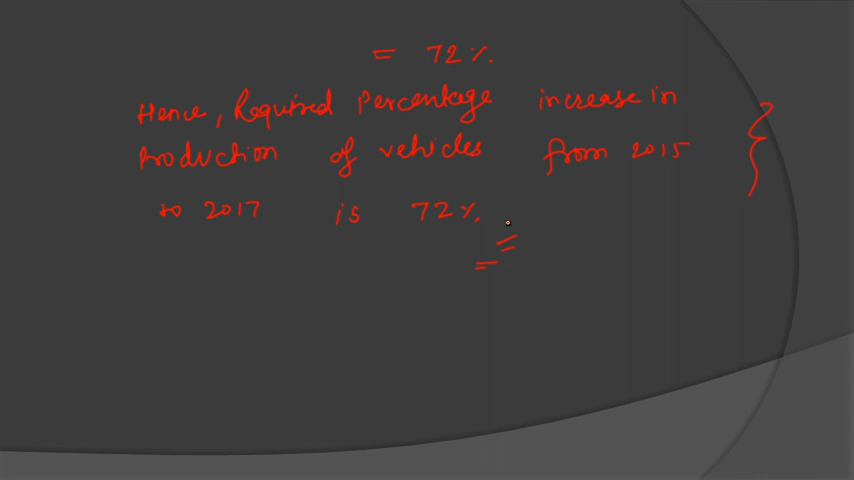 = 72%.
Hence, Required Percentage increase in
Production of vehicles from 2015
to 2017 is 72%.